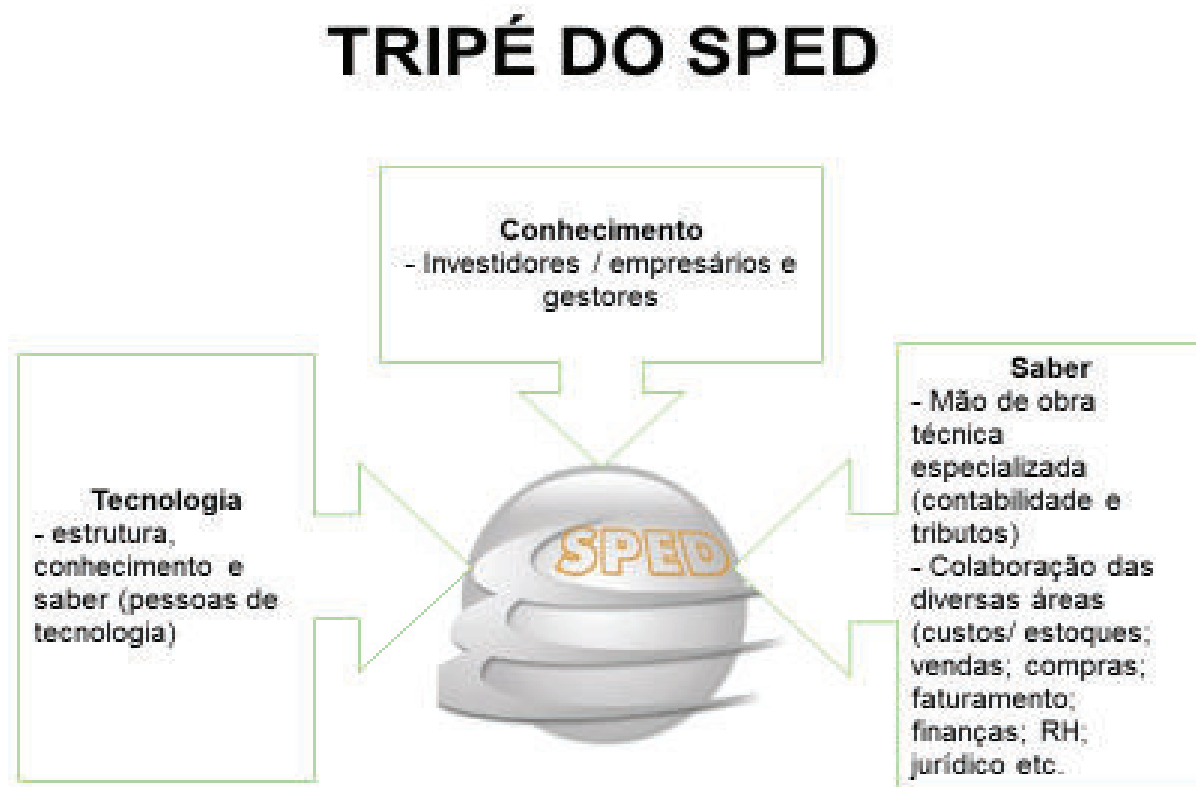 TRIPÉ DO SPED
Conhecimento
- Investidores / empresários e
gestores
Tecnologia
- estrutura,
conhecimento e
saber (pessoas de
tecnologia)
SPED
Saber
- Mão de obra
técnica
especializada
(contabilidade e
tributos)
- Colaboração das
diversas áreas
(custos/ estoques;
vendas; compras;
faturamento;
finanças; RH;
jurídico etc.